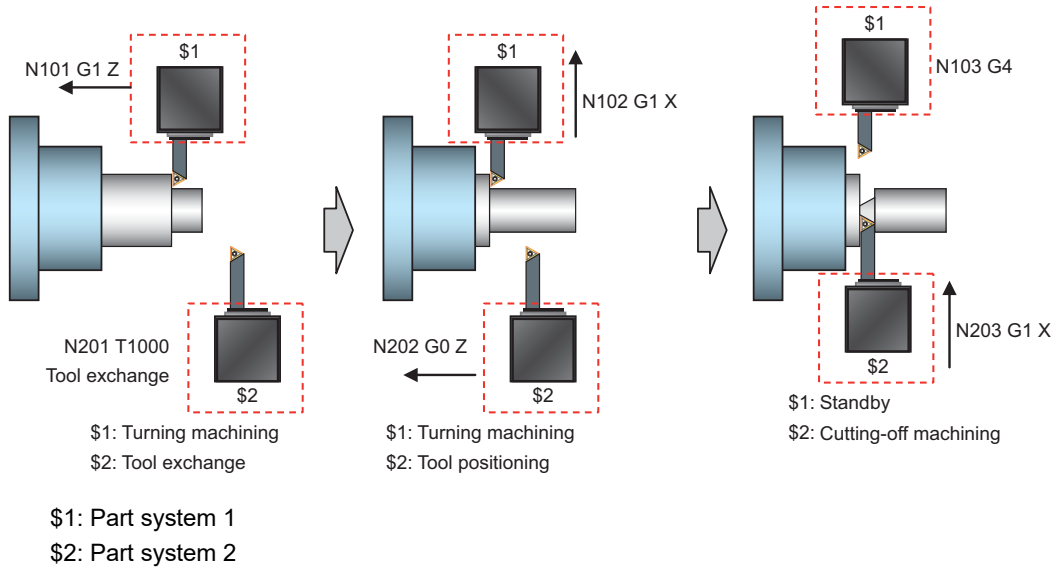 $1
N101 G1 Z
N201 T1000
Tool exchange
$2
$1: Turning machining
$2: Tool exchange
$1
N102 G1 X
N202 G0 Z
$2
$1: Turning machining
$2: Tool positioning
$1
N103 G4
N203 G1 X
$2
$1: Standby
$2: Cutting-off machining
$1: Part system 1
$2: Part system 2